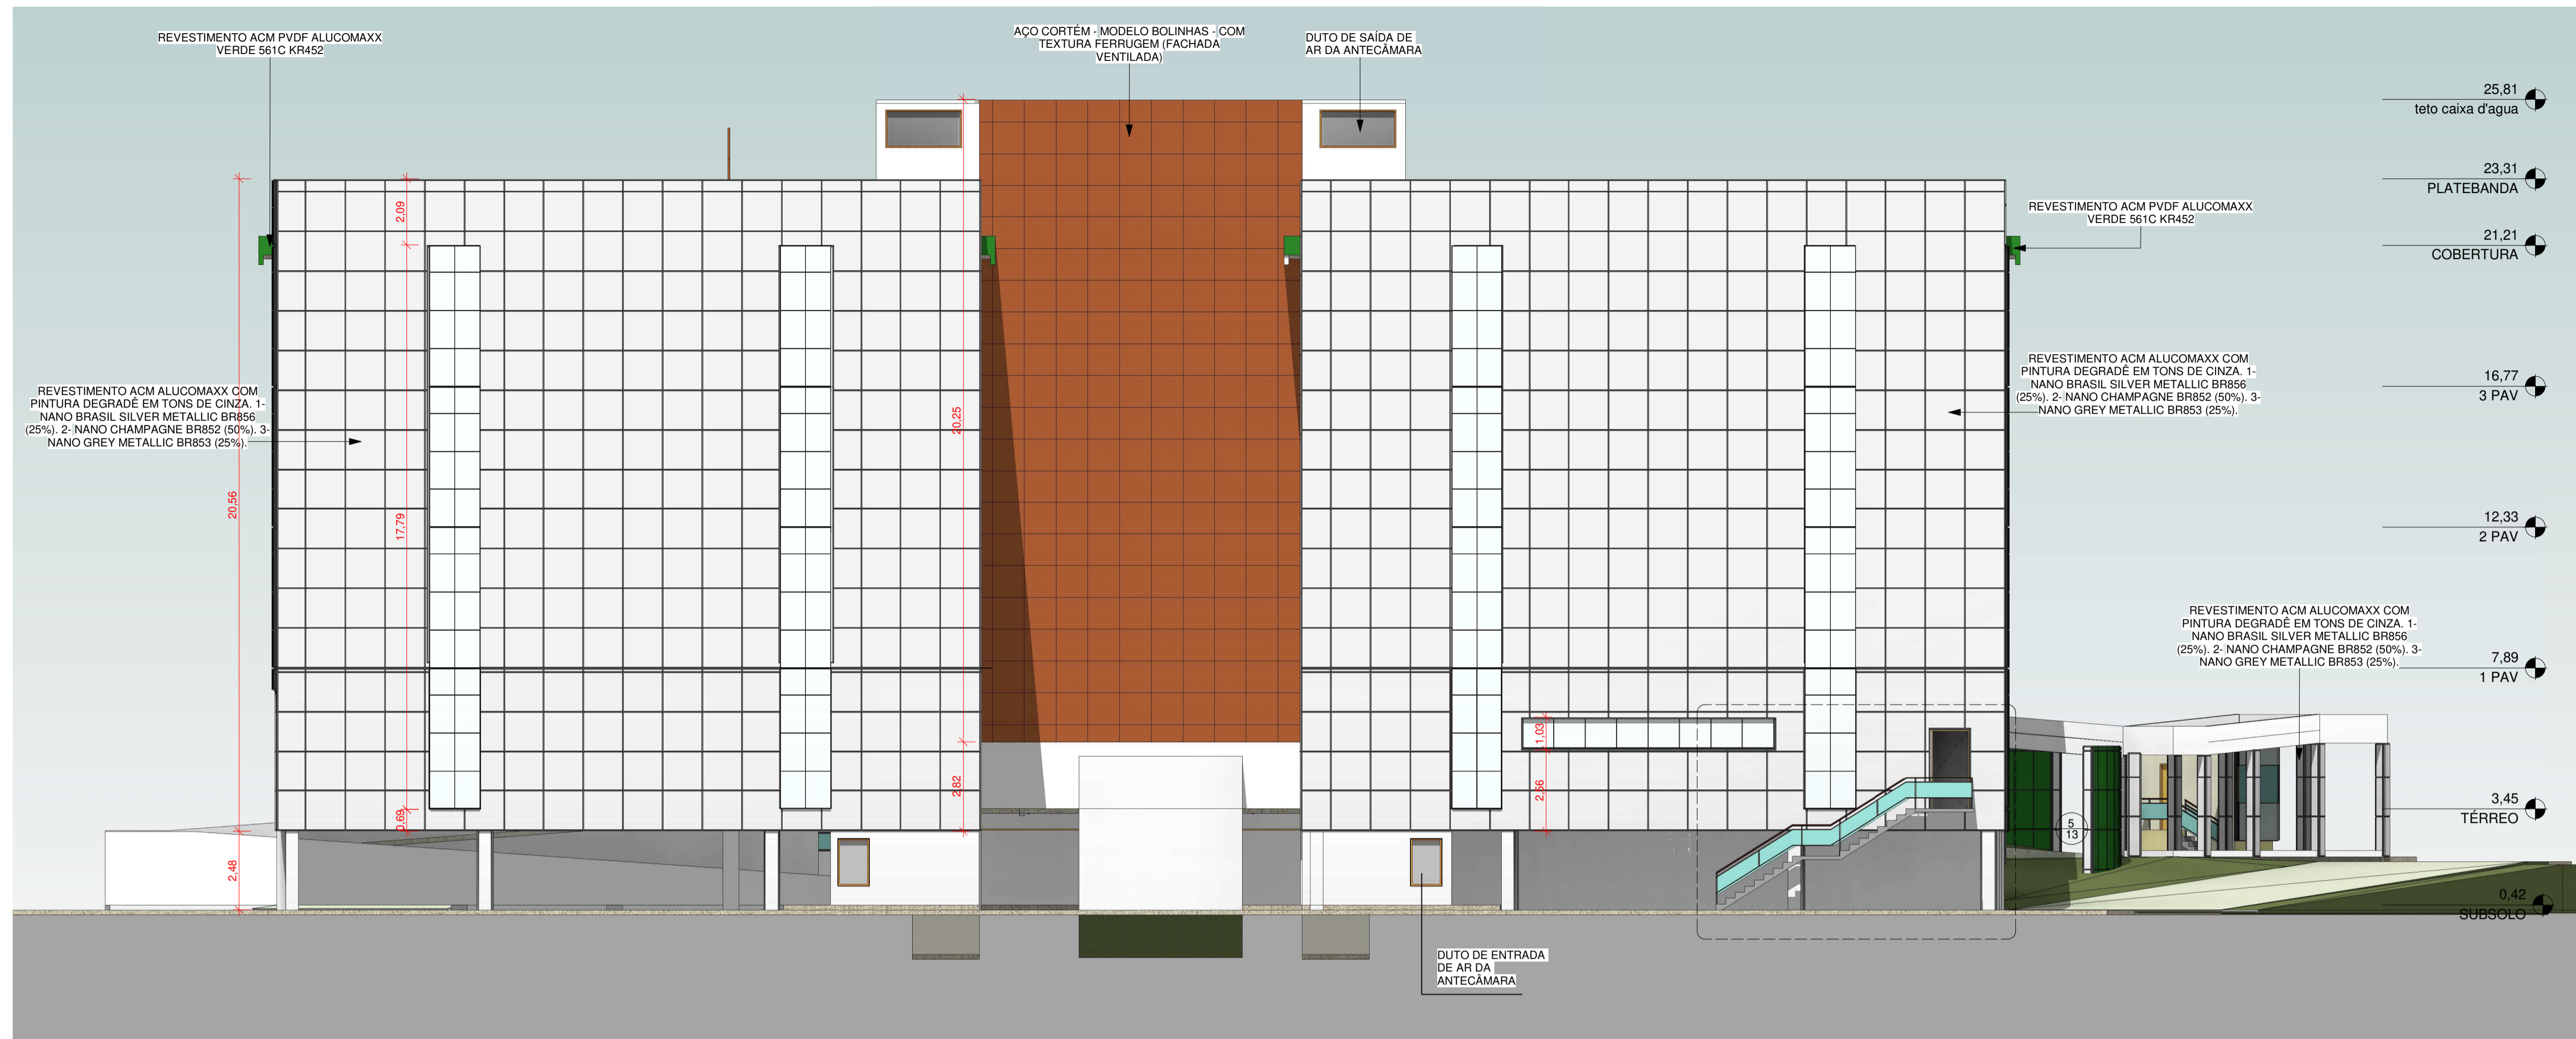 REVESTIMENTO ACM PVDF ALUCOMAXX
VERDE 561C KR452
AÇO CORTÉM - MODELO BOLINHAS - COM
TEXTURA FERRUGEM (FACHADA
VENTILADA)
DUTO DE SAÍDA DE
AR DA ANTECÂMARA
25,81
teto caixa d'agua
23,31
PLATEBANDA
REVESTIMENTO ACM PVDF ALUCOMAXX
VERDE 561C KR452
21,21
COBERTURA
2,09
REVESTIMENTO ACM ALUCOMAXX COM
PINTURA DEGRADÊ EM TONS DE CINZA. 1-
NANO BRASIL SILVER METALLIC BR856
(25%). 2- NANO CHAMPAGNE BR852 (50%). 3-
NANO GREY METALLIC BR853 (25%).
REVESTIMENTO ACM ALUCOMAXX COM
PINTURA DEGRADÊ EM TONS DE CINZA. 1-
NANO BRASIL SILVER METALLIC BR856
(25%). 2- NANO CHAMPAGNE BR852 (50%). 3-
NANO GREY METALLIC BR853 (25%).
16,77
3 PAV
20,25
20,56
17,79
12,33
2 PAV
REVESTIMENTO ACM ALUCOMAXX COM
PINTURA DEGRADÊ EM TONS DE CINZA. 1-
NANO BRASIL SILVER METALLIC BR856
(25%). 2- NANO CHAMPAGNE BR852 (50%). 3-
NANO GREY METALLIC BR853 (25%).
7,89
1 PAV
1,03
2,82
2,56
0,69
3,45
TÉRREO
5
13
2,48
0,42
SUBSOLO
DUTO DE ENTRADA
DE AR DA
ANTECÂMARA